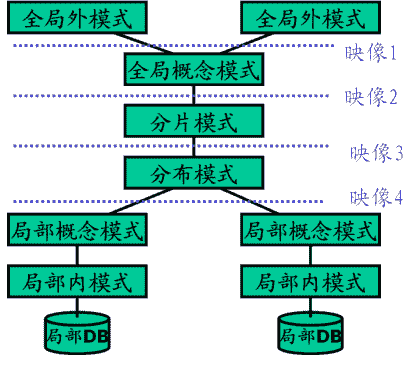 全局外模式 全局外模式
映像1
全局概念模式
映像2
分片模式
映像3
分布模式
映像4
局部概念模式 局部概念模式
局部内模式 局部内模式
局部DB 局部DB